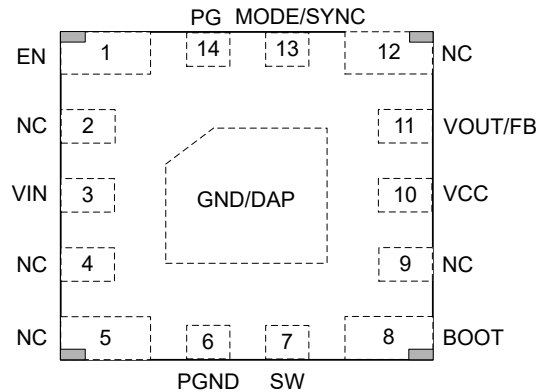 PG MODE/SYNC
EN 1 14 13 12 NC
NC 2 11 VOUT/FB
VIN 3 GND/DAP 10 VCC
NC 4 9 NC
NC 5 6 7 8 BOOT
PGND SW